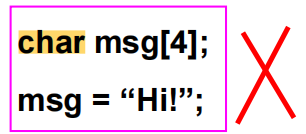 char msg[4];
msg = “Hi!”;